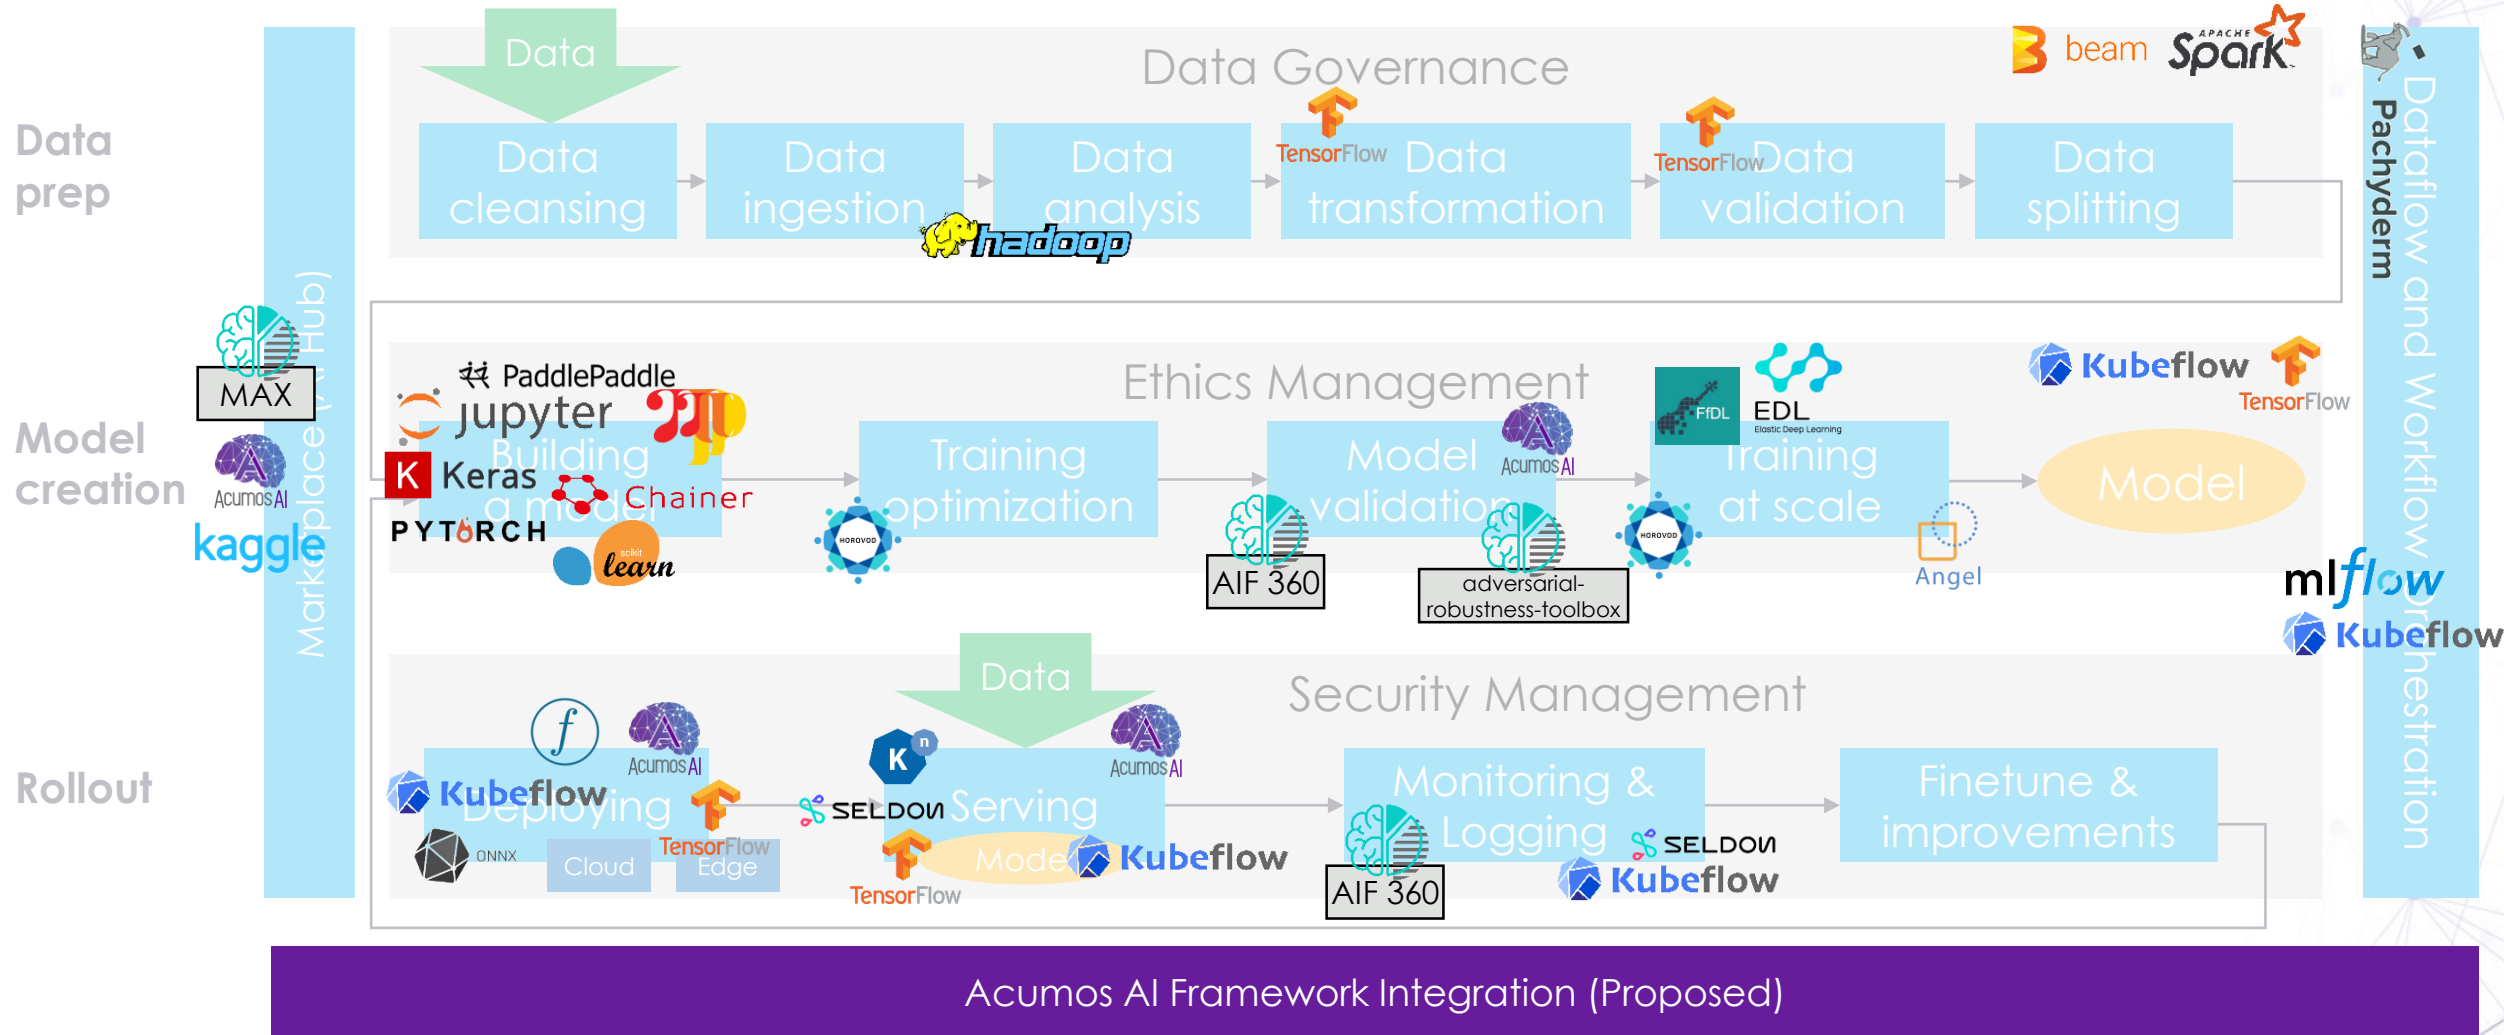 Data
prep
Data
Data Governance
beam
APACHE
Spark
Data
cleansing
Data
ingestion
hadoop
Data
analysis
TensorFlow
Data
transformation
TensorFlow
Data
validation
Data
splitting
Pachyderm
Dataflow and Workflow Orchestration
Marketplace (AI Hub)
MAX
Acumos AI
kaggle
Model
creation
Ethics Management
PaddlePaddle
jupyter
Building
a model
K Keras
Chainer
PYTORCH
scikit
learn
Training
optimization
HOROVOD
Model
validation
Acumos AI
AIF 360
adversarial-
robustness-toolbox
FfDL
EDL
Elastic Deep Learning
Training
at scale
HOROVOD
Angel
Kubeflow
TensorFlow
Model
mlflow
Kubeflow
Rollout
Security Management
Data
f
Acumos AI
Kubeflow
Deploying
TensorFlow
ONNX
Cloud
Edge
K n
Acumos AI
SELDON
Serving
TensorFlow
Model
Kubeflow
Monitoring &
Logging
AIF 360
SELDON
Kubeflow
Finetune &
improvements
Acumos AI Framework Integration (Proposed)